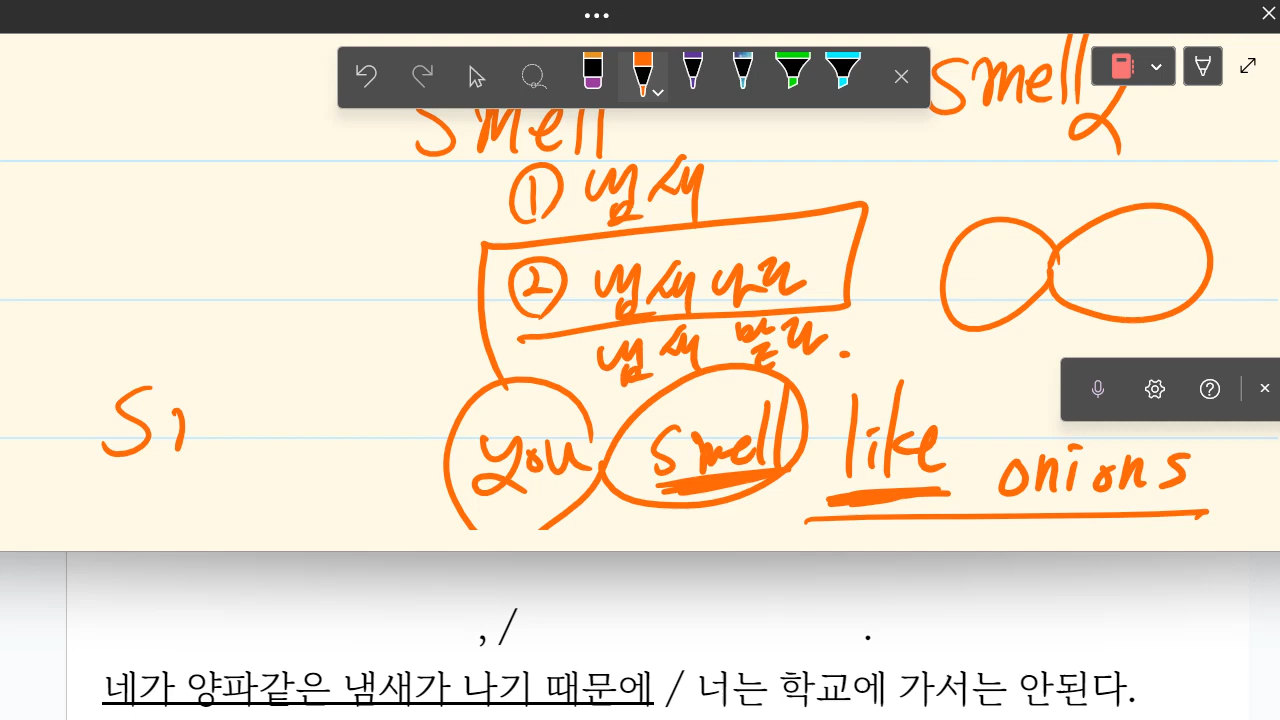 smelly
smell
① 냄새
② 냄새 나다
냄새 맡다.
Si
you smell like onions
, / .
네가 양파같은 냄새가 나기 때문에 / 너는 학교에 가서는 안된다.